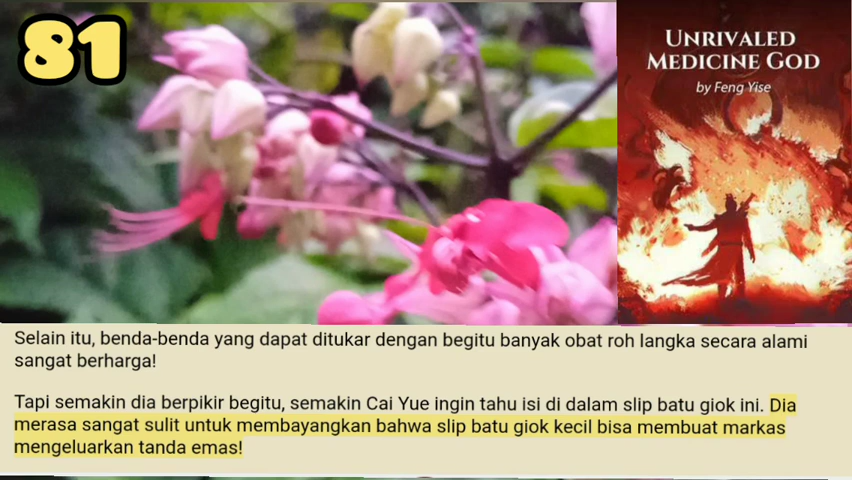 81
UNRIVALED
MEDICINE GOD
by Feng Yise
Selain itu, benda-benda yang dapat ditukar dengan begitu banyak obat roh langka secara alami
sangat berharga!
Tapi semakin dia berpikir begitu, semakin Cai Yue ingin tahu isi di dalam slip batu giok ini. Dia
merasa sangat sulit untuk membayangkan bahwa slip batu giok kecil bisa membuat markas
mengeluarkan tanda emas!